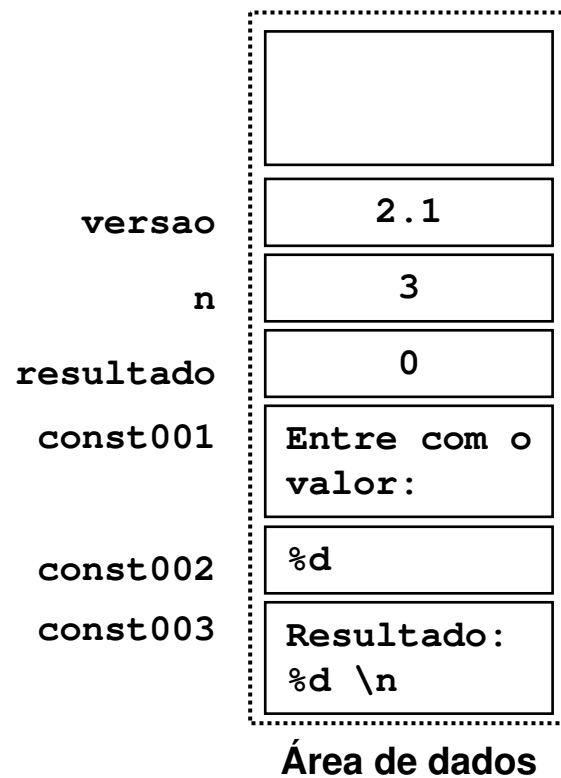 versao 2.1
n 3
resultado 0
const001 Entre com o
valor:
const002 %d
const003 Resultado:
%d \n
Área de dados